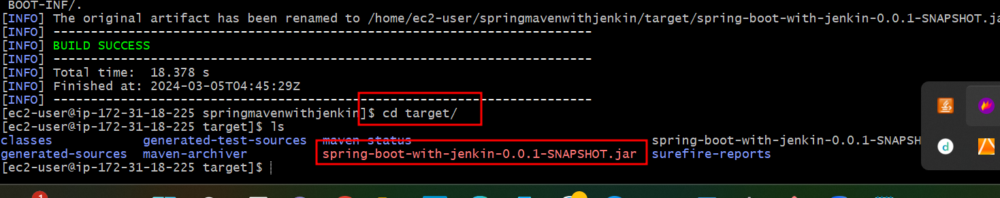 BOOT-INF/.
[INFO] The original artifact has been renamed to /home/ec2-user/springmavenwithjenkin/target/spring-boot-with-jenkin-0.0.1-SNAPSHOT.ja
[INFO] ------------------------------------------------------------------------
[INFO] BUILD SUCCESS
[INFO] ------------------------------------------------------------------------
[INFO] Total time:  18.378 s
[INFO] Finished at: 2024-03-05T04:45:29Z
[INFO] ------------------------------------------------------------------------
[ec2-user@ip-172-31-18-225 springmavenwithjenkin]$ cd target/
[ec2-user@ip-172-31-18-225 target]$ ls
classes generated-test-sources maven-status spring-boot-with-jenkin-0.0.1-SNAPSH
generated-sources maven-archiver spring-boot-with-jenkin-0.0.1-SNAPSHOT.jar surefire-reports
[ec2-user@ip-172-31-18-225 target]$
d
1